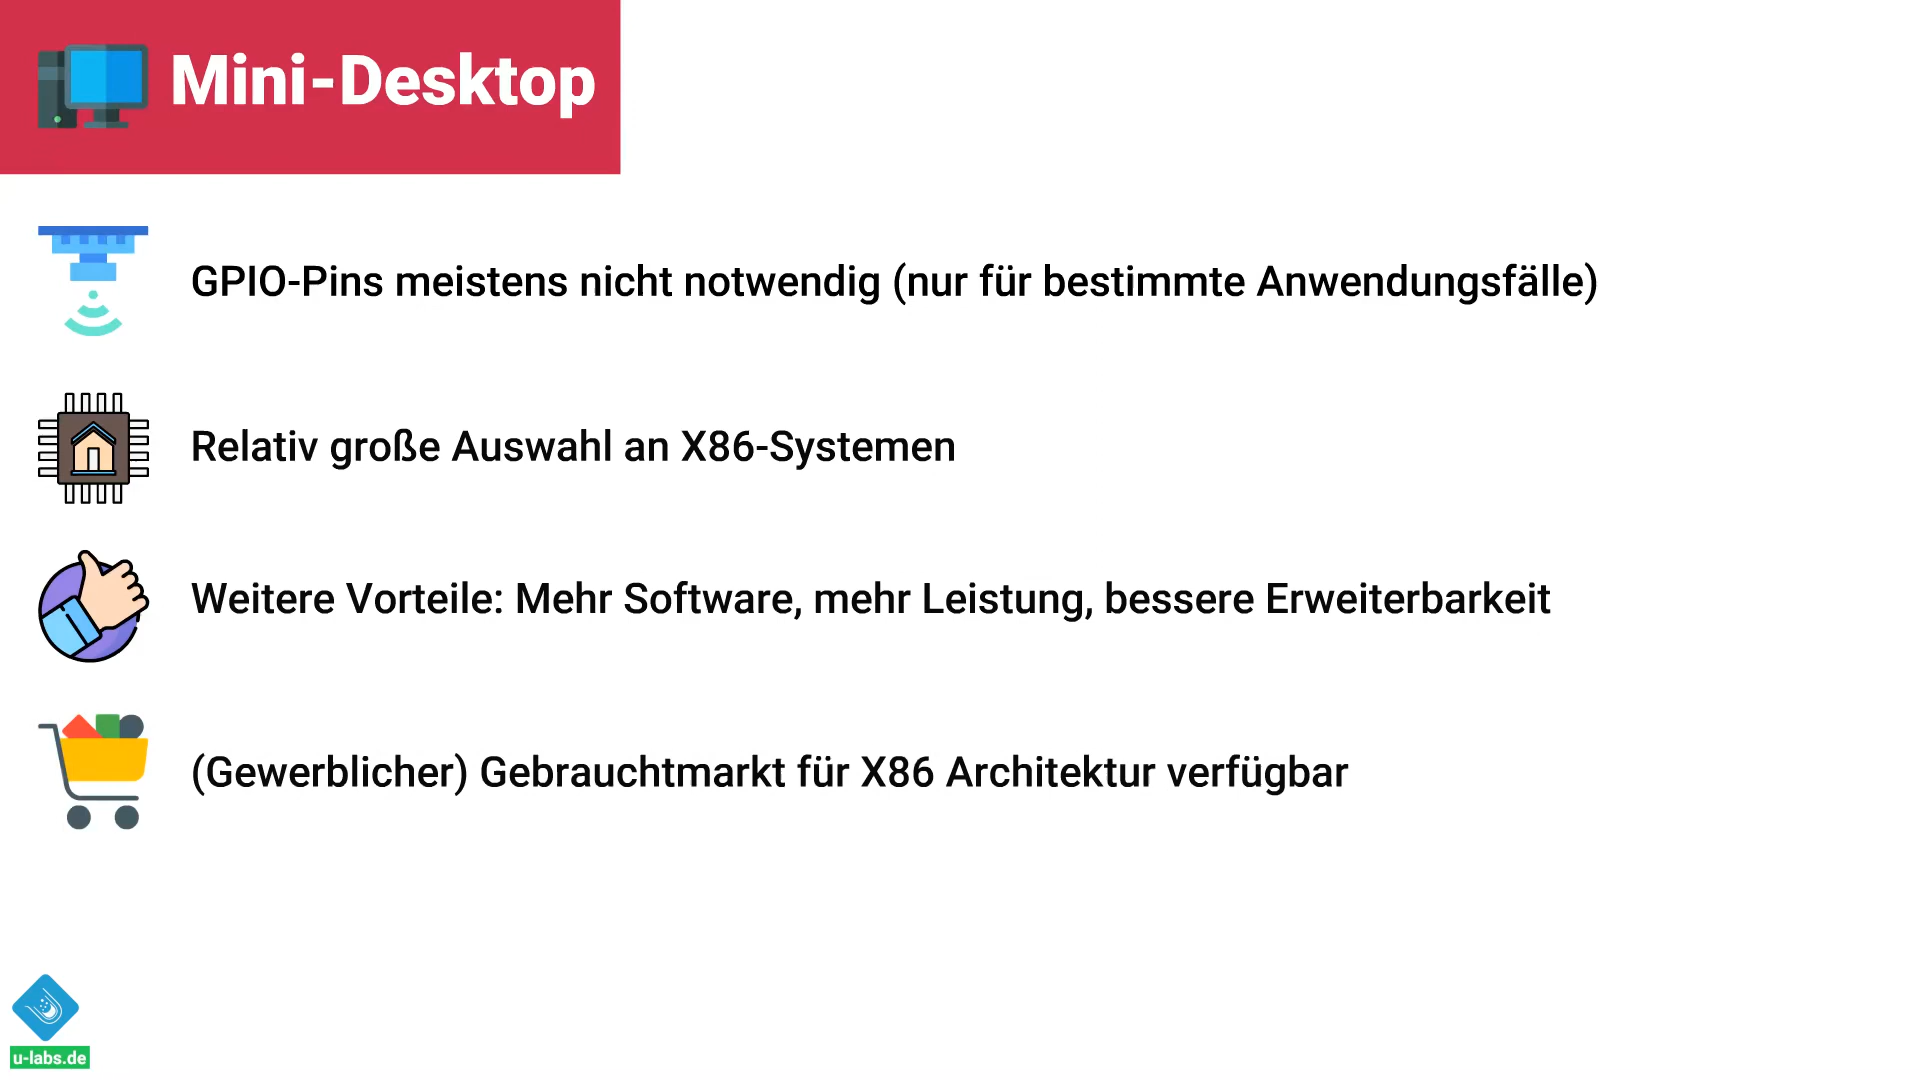 Mini-Desktop
GPIO-Pins meistens nicht notwendig (nur für bestimmte Anwendungsfälle)
Relativ große Auswahl an X86-Systemen
Weitere Vorteile: Mehr Software, mehr Leistung, bessere Erweiterbarkeit
(Gewerblicher) Gebrauchtmarkt für X86 Architektur verfügbar
u-labs.de